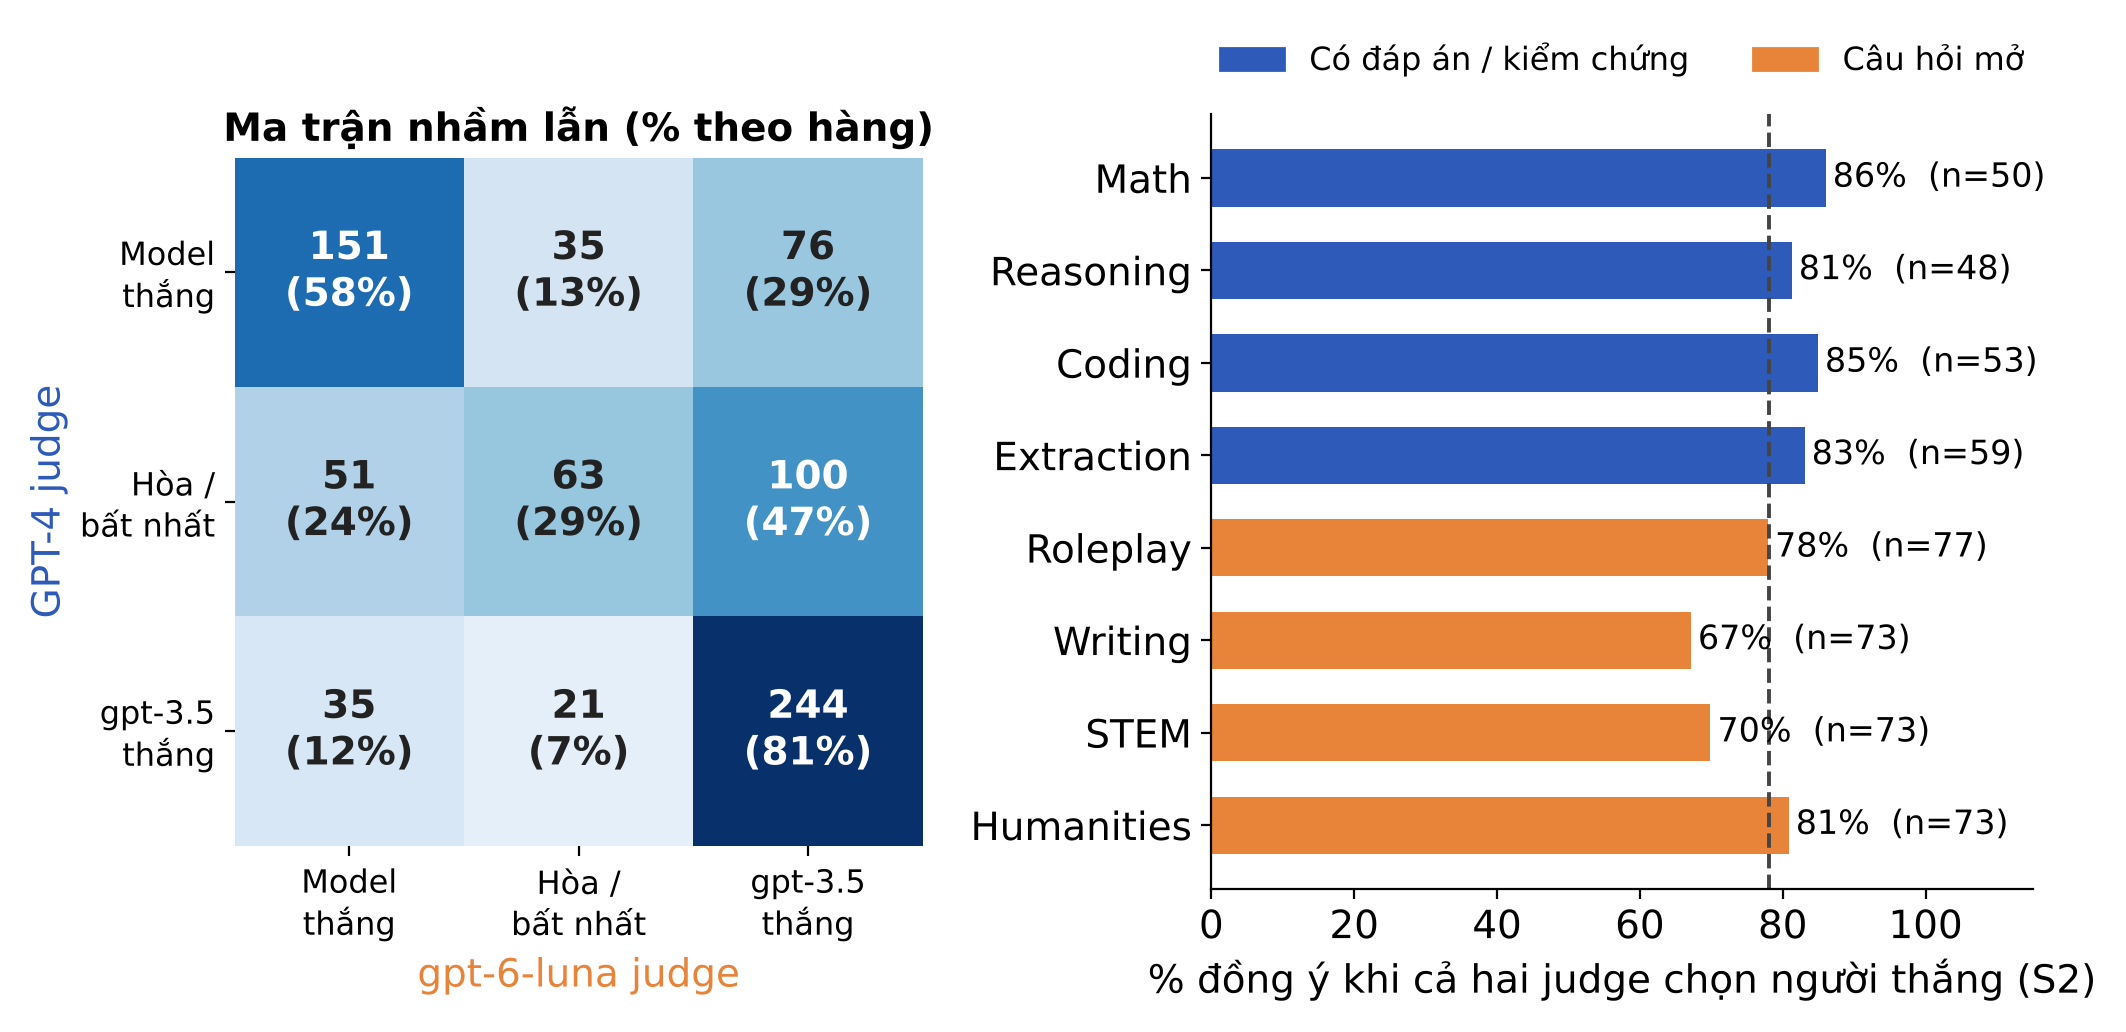 Có đáp án / kiểm chứng
Câu hỏi mở
Ma trận nhầm lẫn (% theo hàng)
GPT-4 judge
Model
thắng
151
(58%)
35
(13%)
76
(29%)
Hòa /
bất nhất
51
(24%)
63
(29%)
100
(47%)
gpt-3.5
thắng
35
(12%)
21
(7%)
244
(81%)
Model
thắng
Hòa /
bất nhất
gpt-3.5
thắng
gpt-6-luna judge
Math
86% (n=50)
Reasoning
81% (n=48)
Coding
85% (n=53)
Extraction
83% (n=59)
Roleplay
78% (n=77)
Writing
67% (n=73)
STEM
70% (n=73)
Humanities
81% (n=73)
0 20 40 60 80 100
% đồng ý khi cả hai judge chọn người thắng (S2)